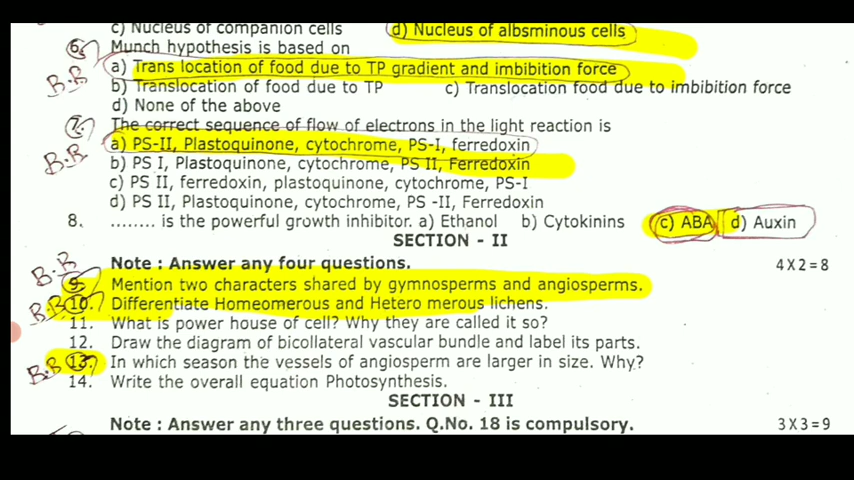 c) Nucleus of companion cells d) Nucleus of albsminous cells
6. Munch hypothesis is based on
B.R a) Trans location of food due to TP gradient and imbibition force
b) Translocation of food due to TP c) Translocation food due to imbibition force
d) None of the above
7. The correct sequence of flow of electrons in the light reaction is
B.R a) PS-II, Plastoquinone, cytochrome, PS-I, ferredoxin
b) PS I, Plastoquinone, cytochrome, PS II, Ferredoxin
c) PS II, ferredoxin, plastoquinone, cytochrome, PS-I
d) PS II, Plastoquinone, cytochrome, PS -II, Ferredoxin
8. ........ is the powerful growth inhibitor. a) Ethanol b) Cytokinins c) ABA d) Auxin
SECTION - II
B.R Note : Answer any four questions. 4X2=8
9. Mention two characters shared by gymnosperms and angiosperms.
B.B 10. Differentiate Homeomerous and Hetero merous lichens.
11. What is power house of cell? Why they are called it so?
12. Draw the diagram of bicollateral vascular bundle and label its parts.
B.B 13. In which season the vessels of angiosperm are larger in size. Why?
14. Write the overall equation Photosynthesis.
SECTION - III
Note : Answer any three questions. Q.No. 18 is compulsory. 3X3=9